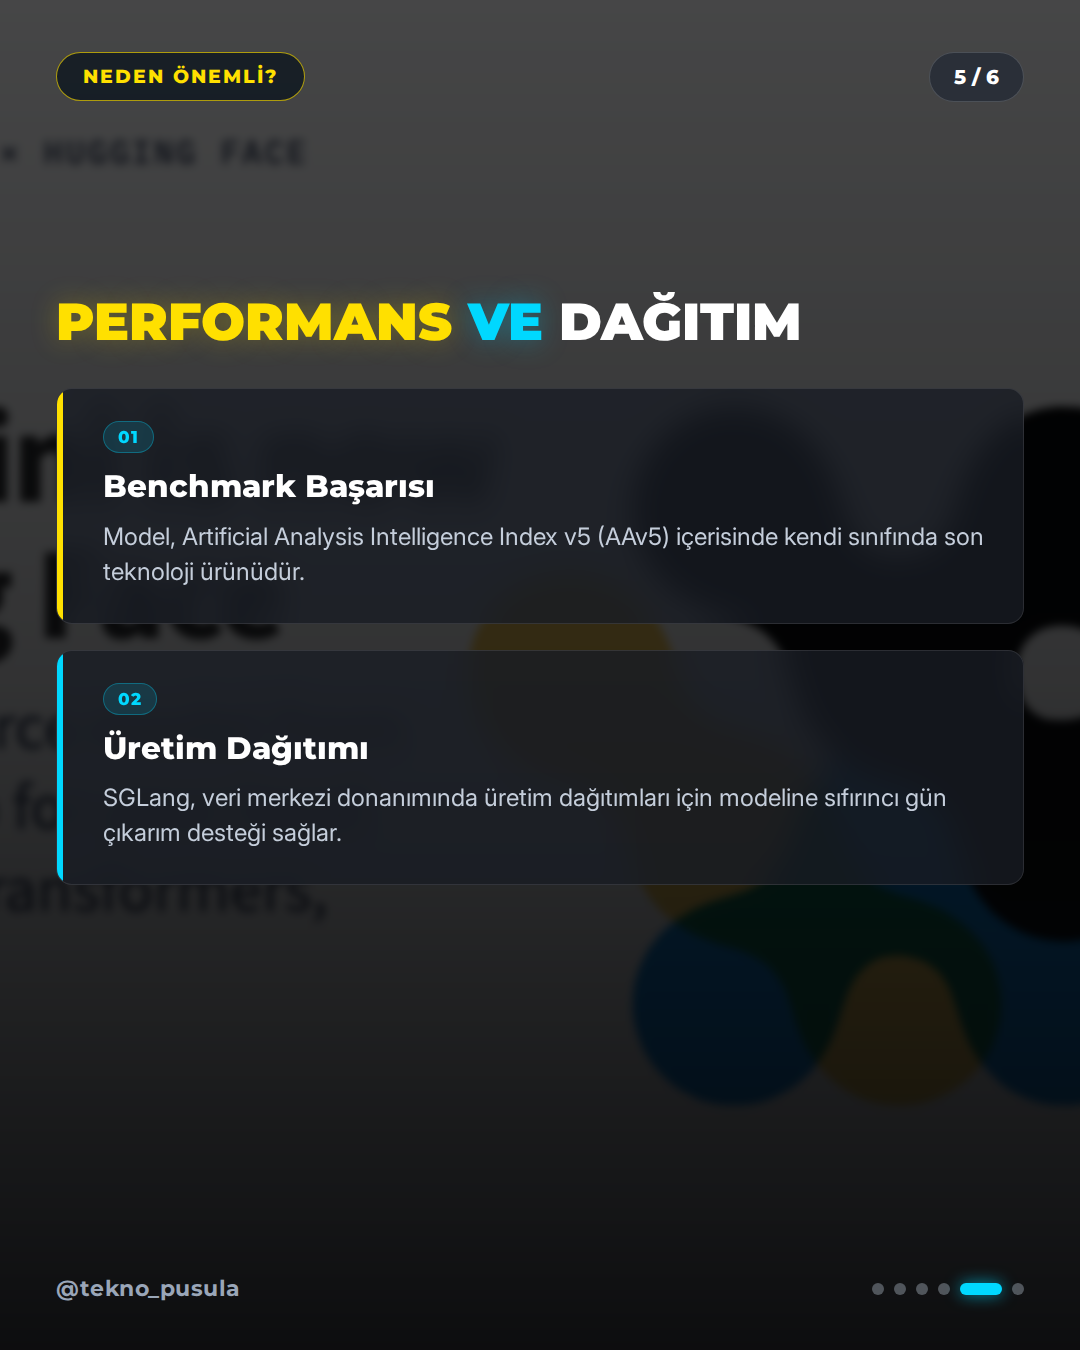 NEDEN ÖNEMLİ?
5 / 6
• HUGGING FACE
PERFORMANS VE DAĞITIM
01
Benchmark Başarısı
Model, Artificial Analysis Intelligence Index v5 (AAv5) içerisinde kendi sınıfında son
teknoloji ürünüdür.
02
Üretim Dağıtımı
SGLang, veri merkezi donanımında üretim dağıtımları için modeline sıfırıncı gün
çıkarım desteği sağlar.
ransformers,
@tekno_pusula